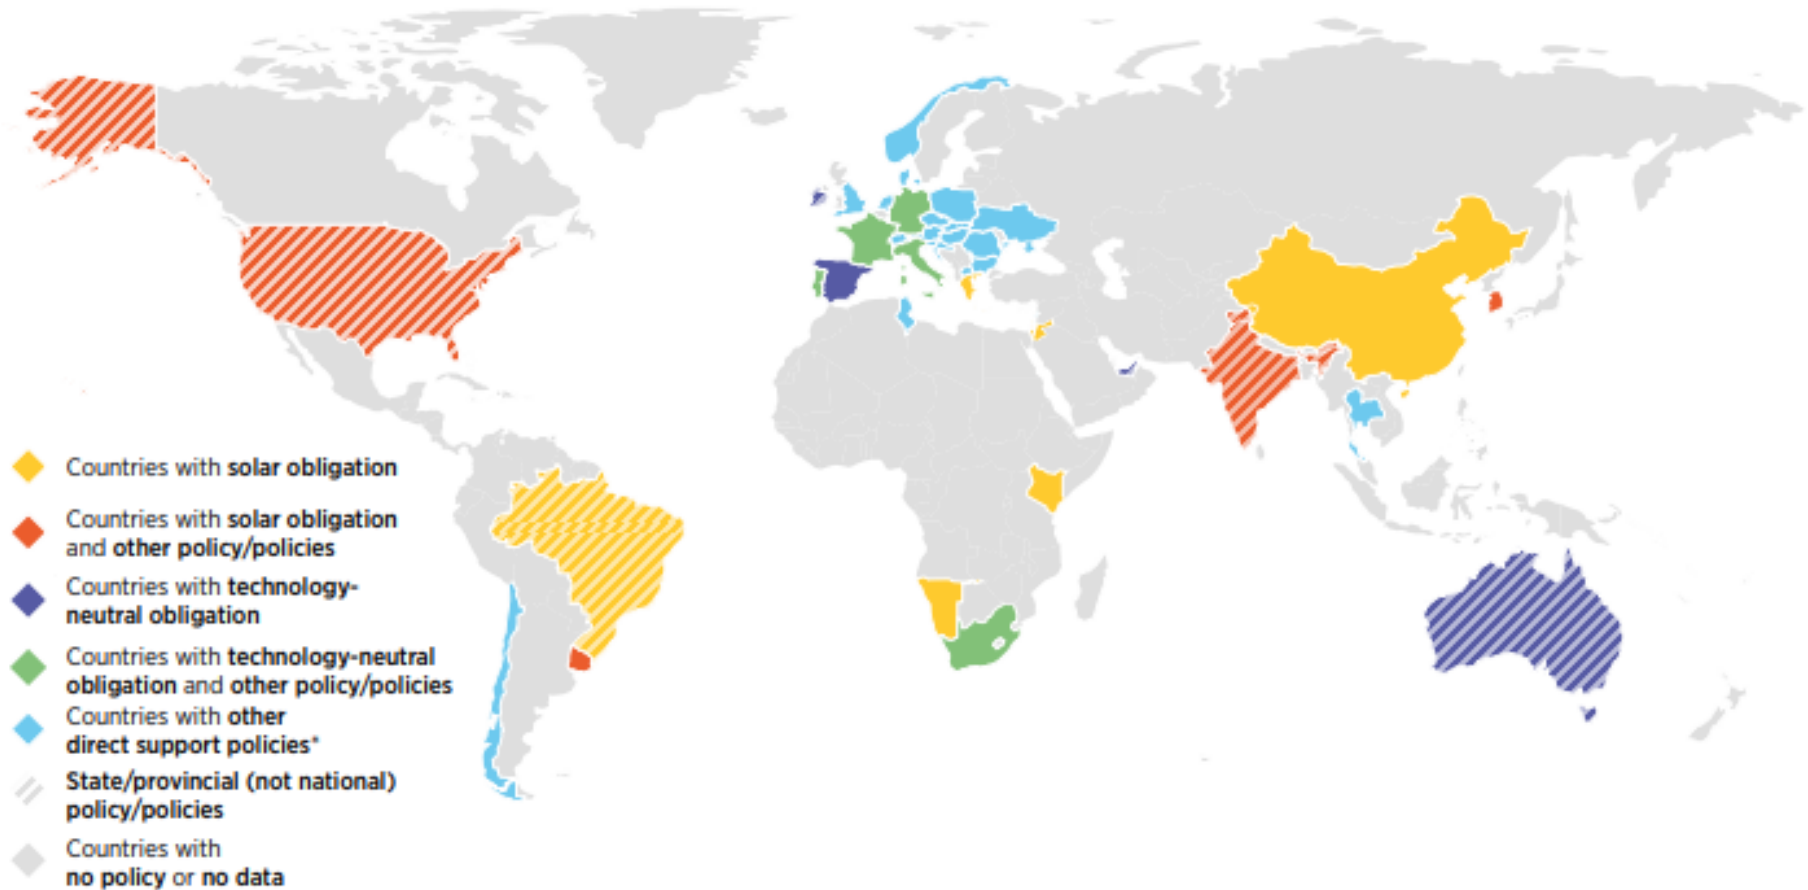 Countries with solar obligation
Countries with solar obligation
and other policy/policies
Countries with technology-
neutral obligation
Countries with technology-neutral
obligation and other policy/policies
Countries with other
direct support policies*
State/provincial (not national)
policy/policies
Countries with
no policy or no data